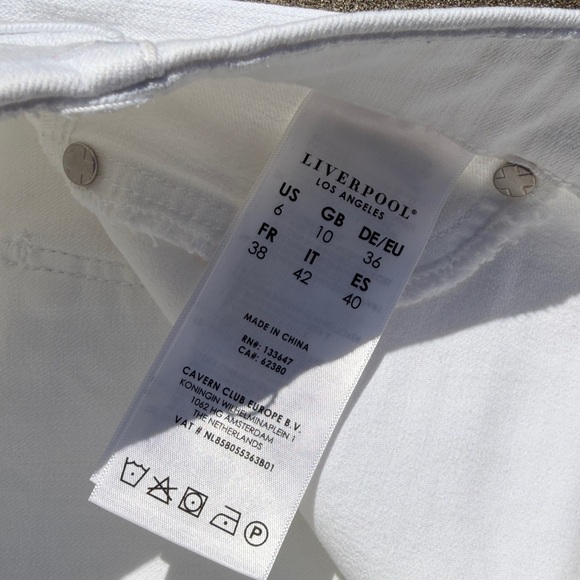 LIVERPOOL®
LOS ANGELES
US GB DE/EU
6 10 36
FR IT ES
38 42 40
MADE IN CHINA
RN#: 133647
CA#: 62380
CAVERN CLUB EUROPE B.V.
KONINGIN WILHELMINAPLEIN 1
1062 HG AMSTERDAM
THE NETHERLANDS
VAT # NL858055363B01
P